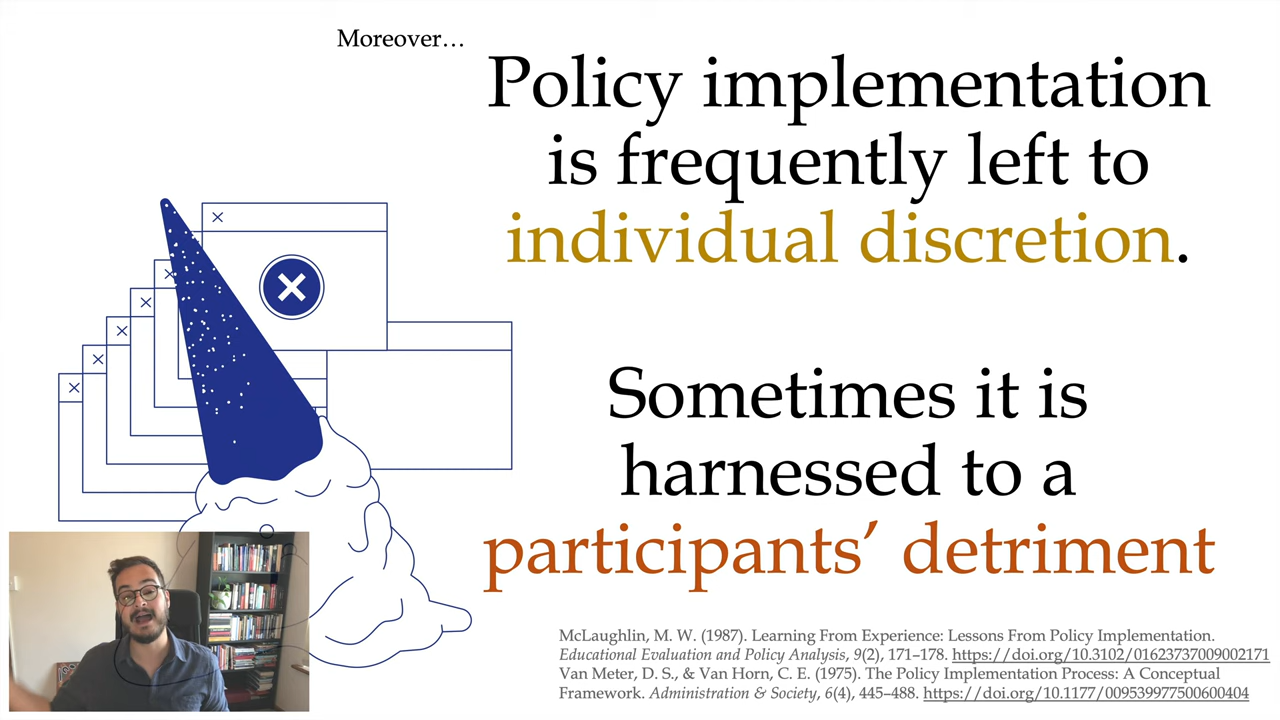 Moreover…
Policy implementation
is frequently left to
individual discretion.
Sometimes it is
harnessed to a
participants’ detriment
McLaughlin, M. W. (1987). Learning From Experience: Lessons From Policy Implementation.
Educational Evaluation and Policy Analysis, 9(2), 171–178. https://doi.org/10.3102/01623737009002171
Van Meter, D. S., & Van Horn, C. E. (1975). The Policy Implementation Process: A Conceptual
Framework. Administration & Society, 6(4), 445–488. https://doi.org/10.1177/009539977500600404